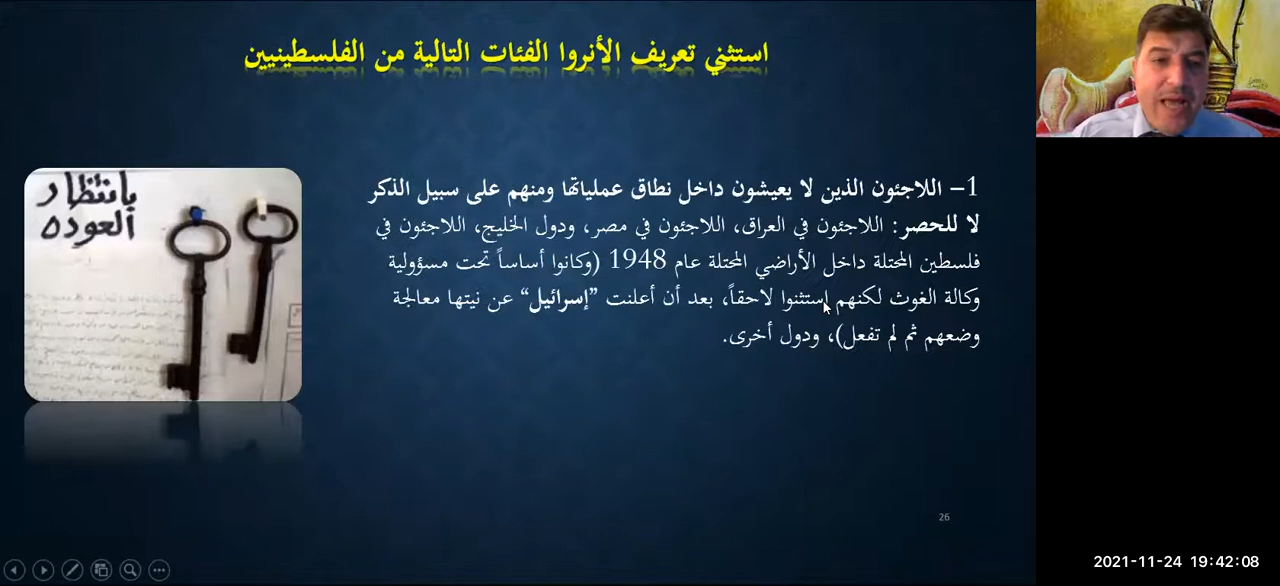 استثني تعريف الأنروا الفئات التالية من الفلسطينيين
بانتظار
العوده
1– اللاجئون الذين لا يعيشون داخل نطاق عملياتها ومنهم على سبيل الذكر
لا للحصر: اللاجئون في العراق، اللاجئون في مصر، ودول الخليج، اللاجئون في
فلسطين المحتلة داخل الأراضي المحتلة عام 1948 (وكانوا أساساً تحت مسؤولية
وكالة الغوث لكنهم إستثنوا لاحقاً، بعد أن أعلنت ”إسرائيل“ عن نيتها معالجة
وضعهم ثم لم تفعل)، ودول أخرى.
26
2021-11-24 19:42:08